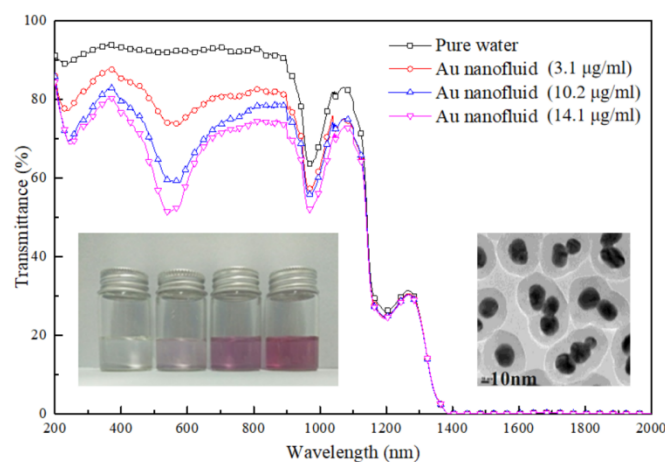 100
80
60
40
20
0
Transmittance (%)
Pure water
Au nanofluid (3.1 μg/ml)
Au nanofluid (10.2 μg/ml)
Au nanofluid (14.1 μg/ml)
10nm
200 400 600 800 1000 1200 1400 1600 1800 2000
Wavelength (nm)